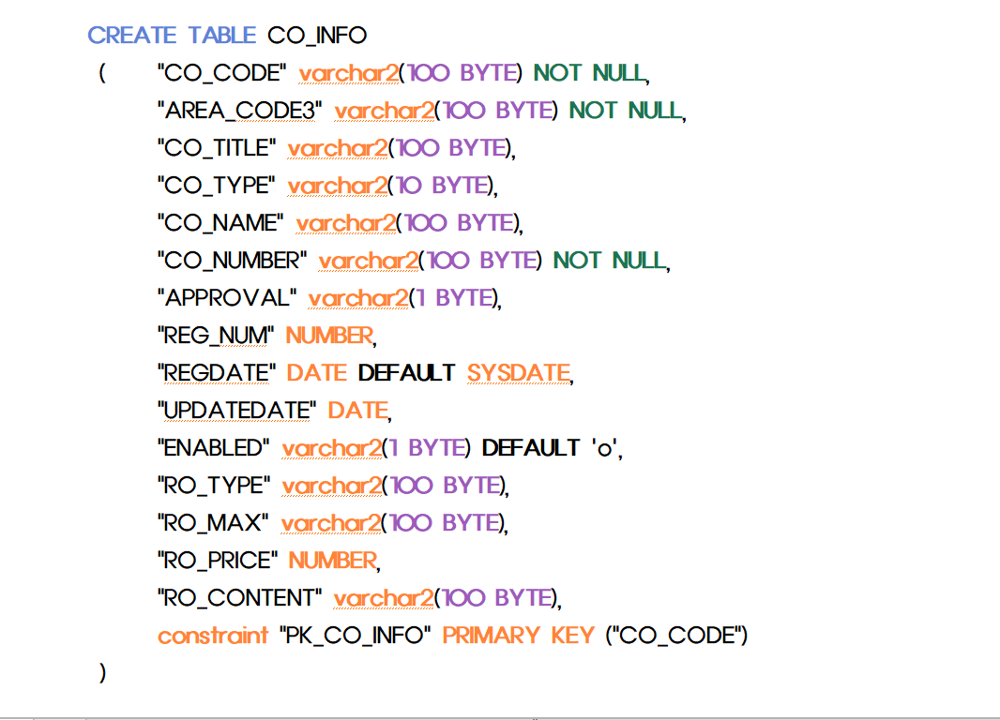 CREATE TABLE CO_INFO
( "CO_CODE" varchar2(100 BYTE) NOT NULL,
"AREA_CODE3" varchar2(100 BYTE) NOT NULL,
"CO_TITLE" varchar2(100 BYTE),
"CO_TYPE" varchar2(10 BYTE),
"CO_NAME" varchar2(100 BYTE),
"CO_NUMBER" varchar2(100 BYTE) NOT NULL,
"APPROVAL" varchar2(1 BYTE),
"REG_NUM" NUMBER,
"REGDATE" DATE DEFAULT SYSDATE,
"UPDATEDATE" DATE,
"ENABLED" varchar2(1 BYTE) DEFAULT 'o',
"RO_TYPE" varchar2(100 BYTE),
"RO_MAX" varchar2(100 BYTE),
"RO_PRICE" NUMBER,
"RO_CONTENT" varchar2(100 BYTE),
constraint "PK_CO_INFO" PRIMARY KEY ("CO_CODE")
)